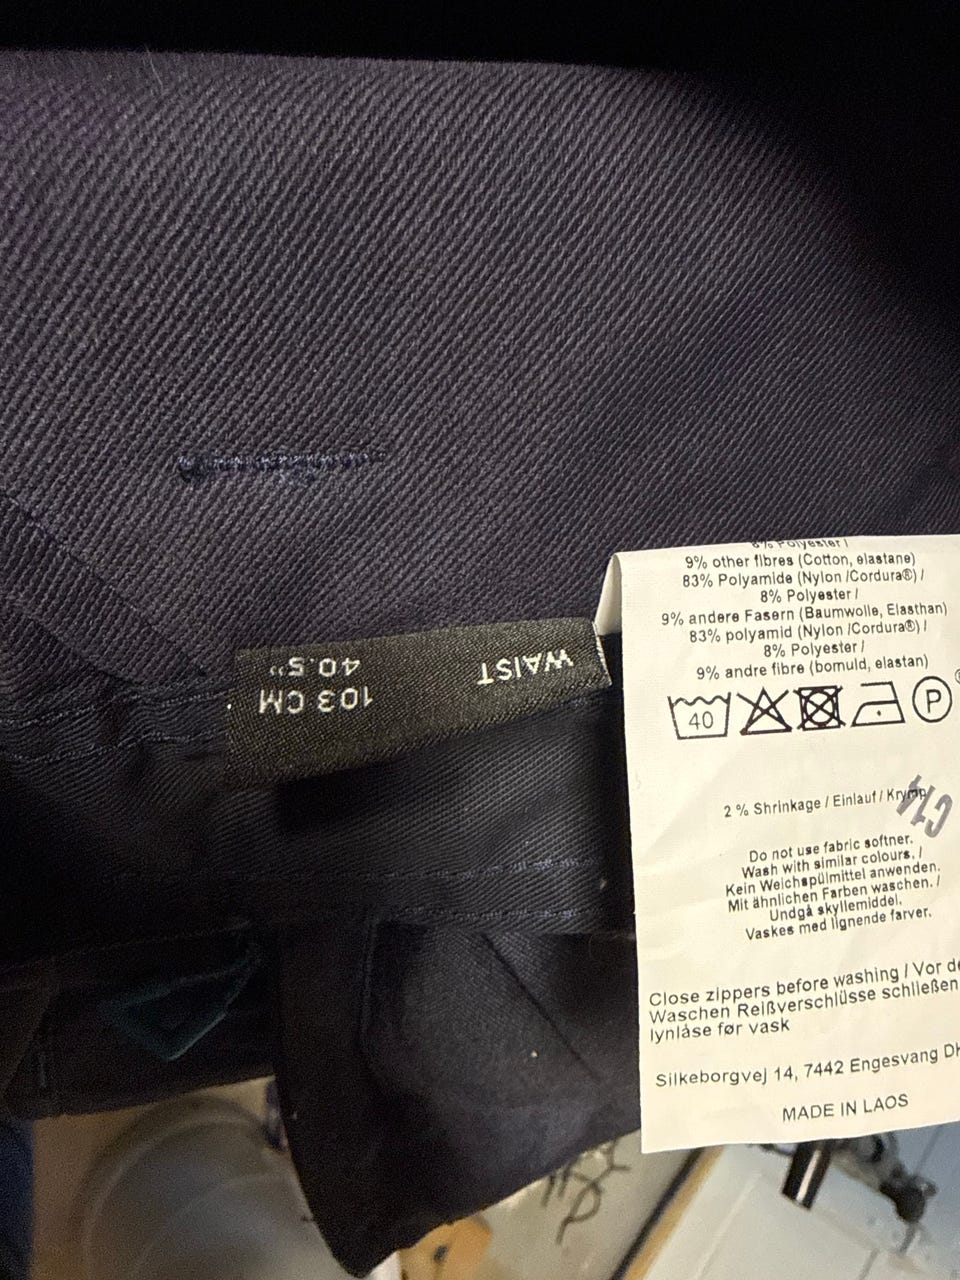 WAIST
103 CM
40.5"
8% Polyester /
9% other fibres (Cotton, elastane)
83% Polyamide (Nylon /Cordura®) /
8% Polyester /
9% andere Fasern (Baumwolle, Elasthan)
83% polyamid (Nylon /Cordura®) /
8% Polyester /
9% andre fibre (bomuld, elastan)
40
P
2 % Shrinkage / Einlauf / Krymp
C14
Do not use fabric softner.
Wash with similar colours. /
Kein Weichspülmittel anwenden.
Mit ähnlichen Farben waschen. /
Undgå skyllemiddel.
Vaskes med lignende farver.
Close zippers before washing / Vor de
Waschen Reißverschlüsse schließen
lynlåse før vask
Silkeborgvej 14, 7442 Engesvang DK
MADE IN LAOS